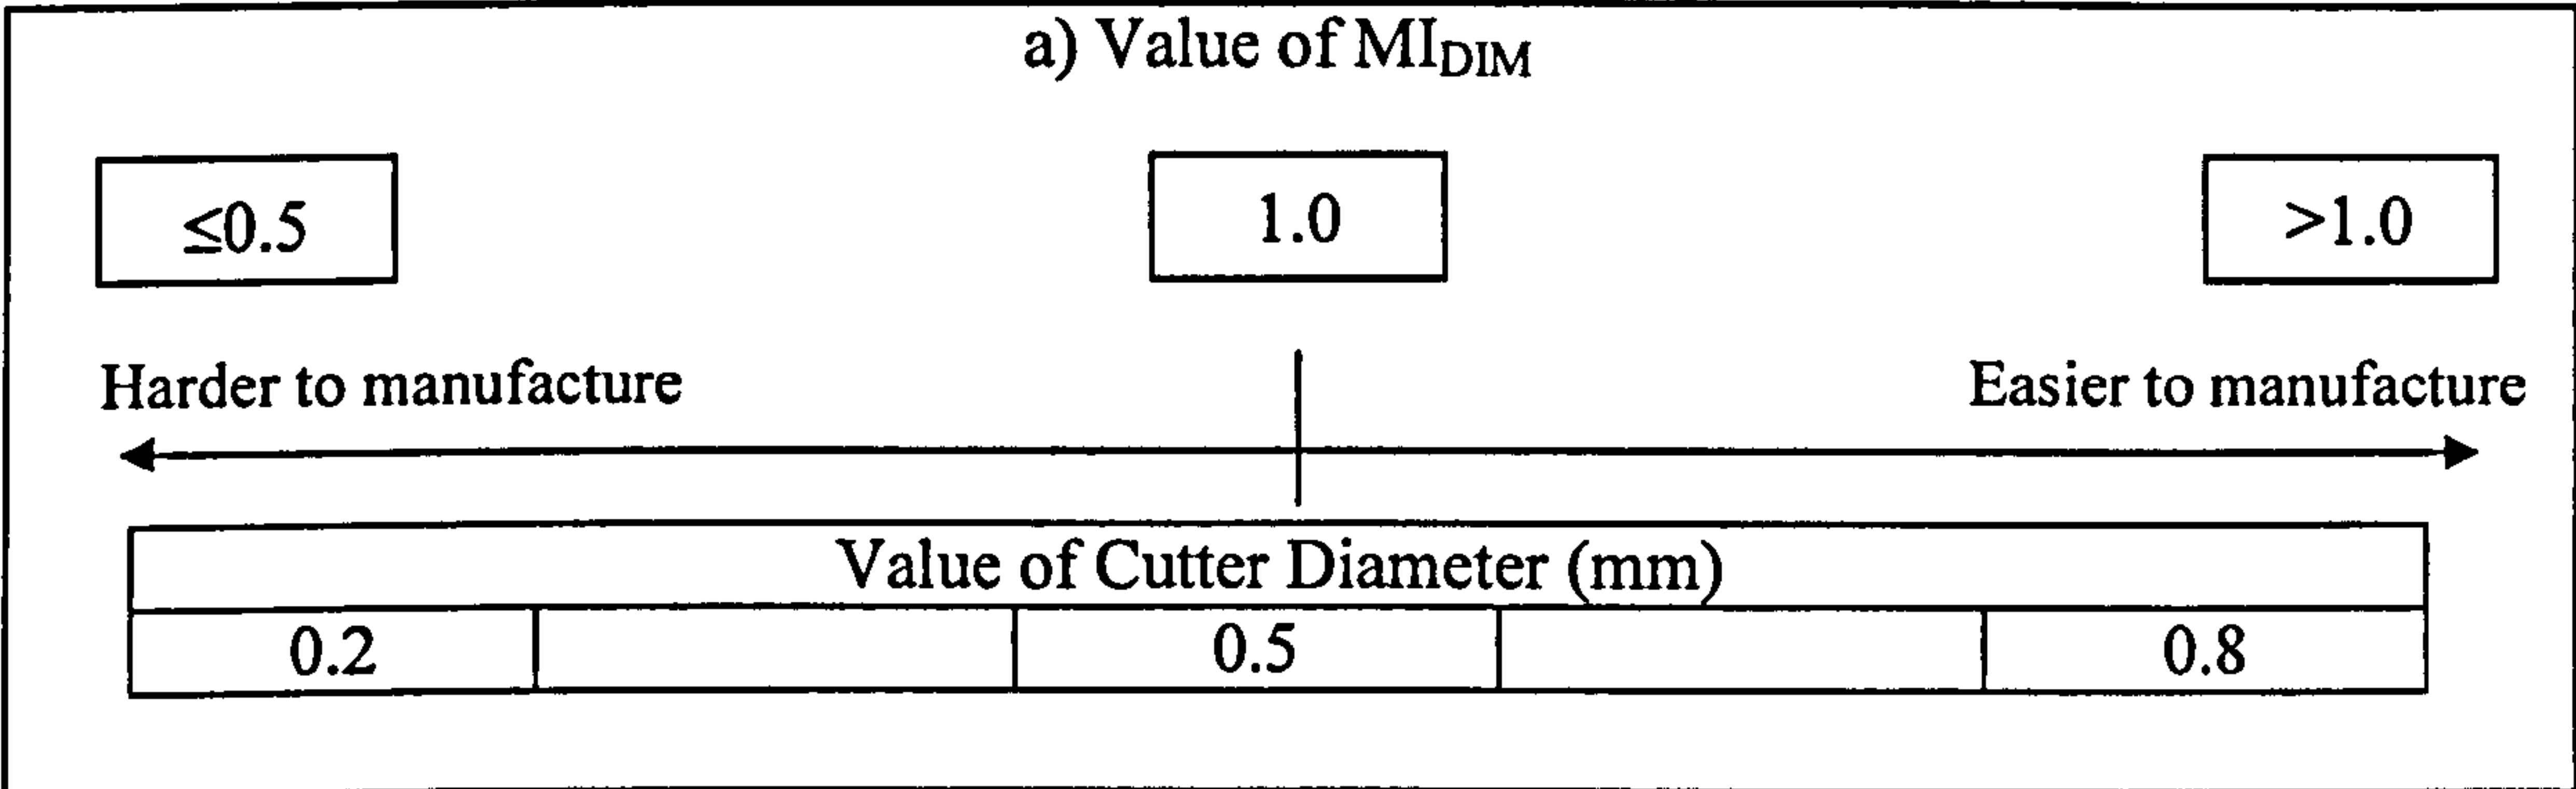 a) Value of MI_DIM
≤0.5 1.0 >1.0
Harder to manufacture Easier to manufacture
Value of Cutter Diameter (mm)
0.2 0.5 0.8